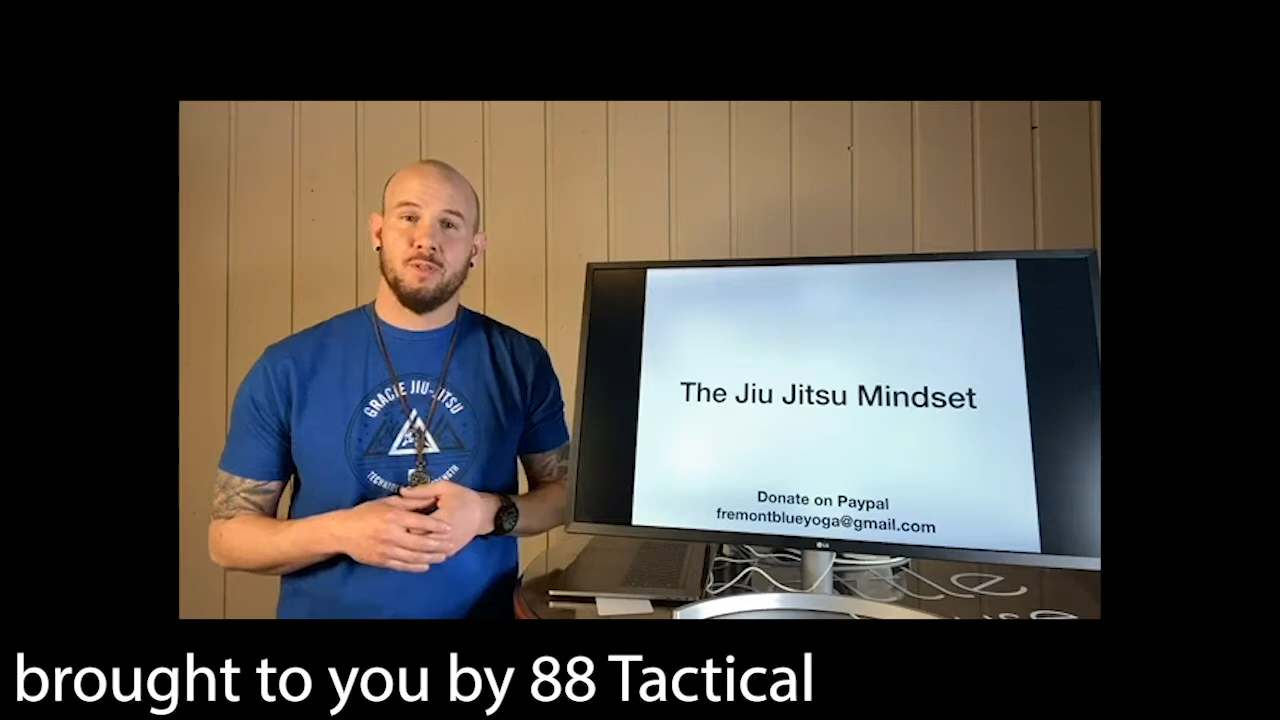 GRACIE JIU-JITSU
The Jiu Jitsu Mindset
Donate on Paypal
fremontblueyoga@gmail.com
LG
brought to you by 88 Tactical